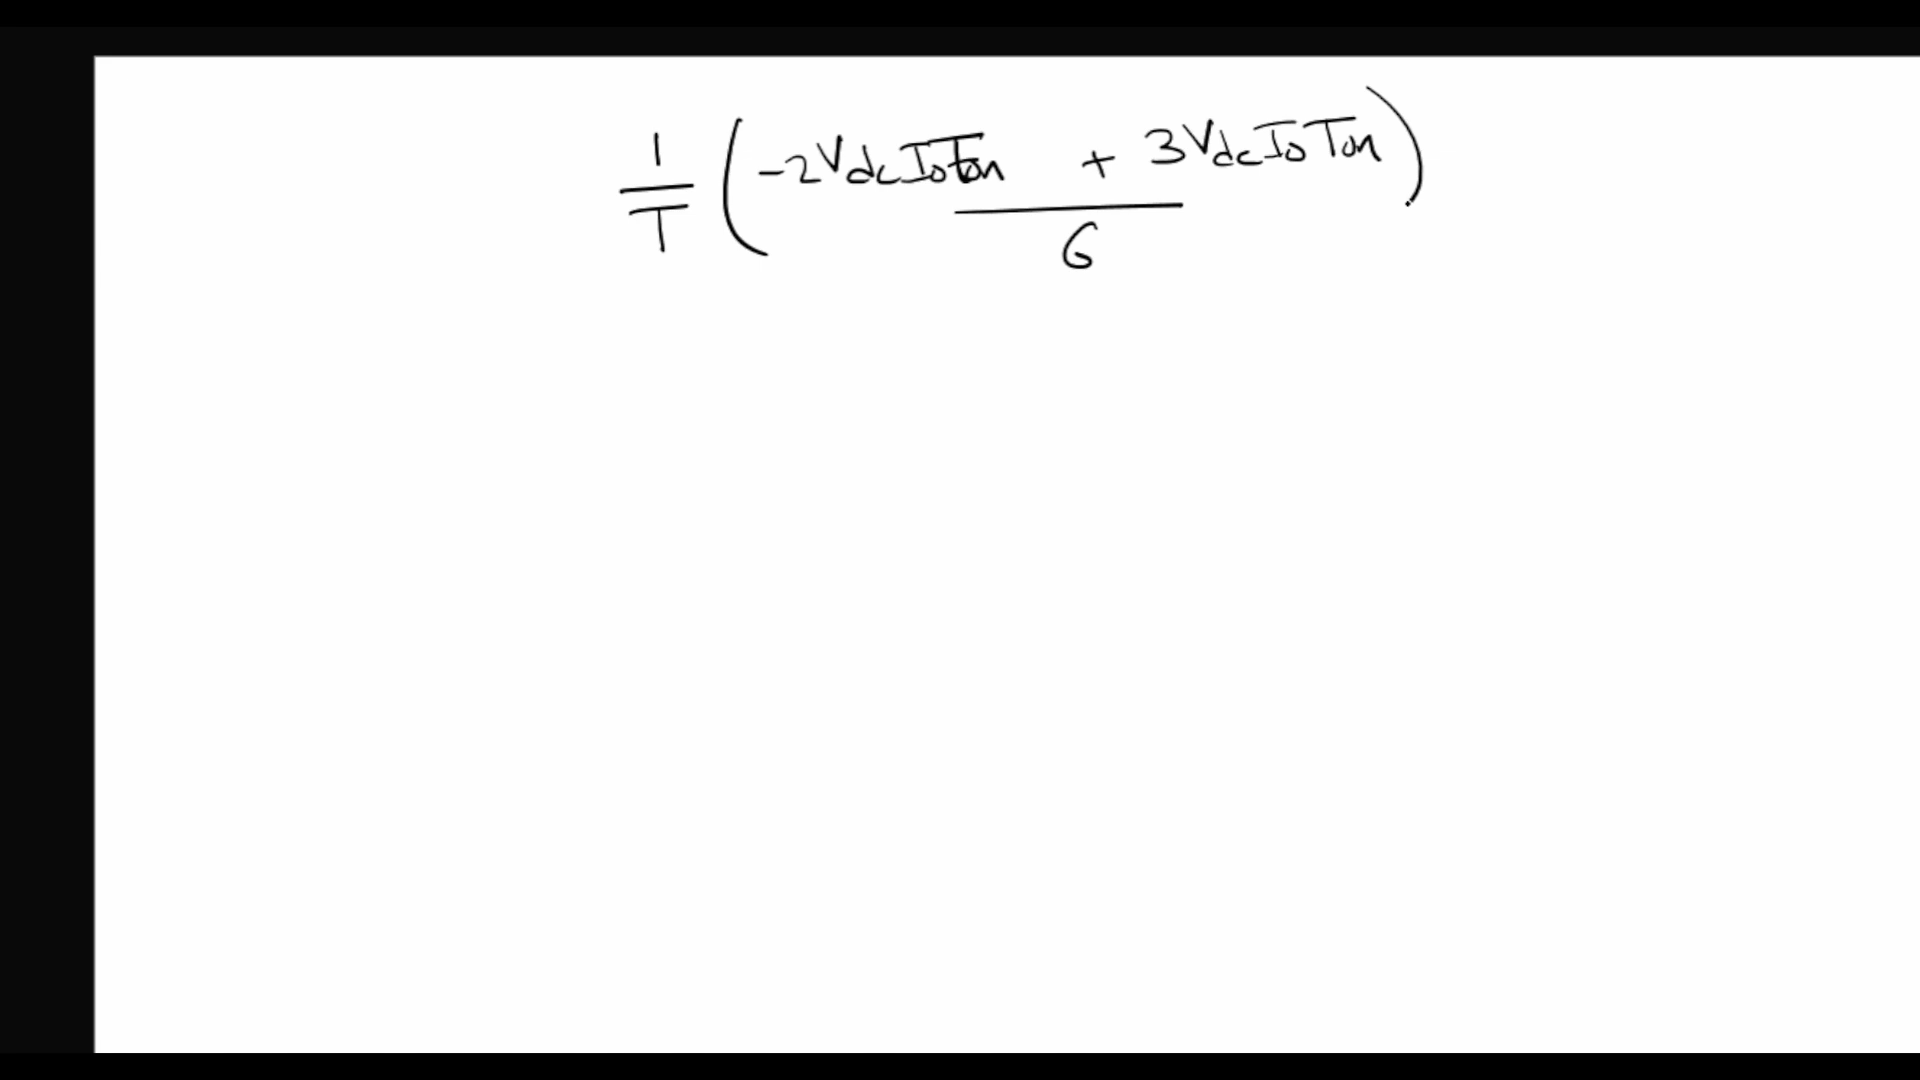 1/T ( (-2VdcIoTon + 3VdcIoTon) / 6 )